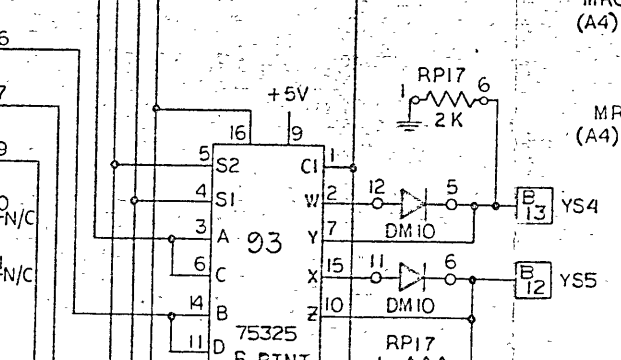 (A4)
6
RP17
1 6
7
+5V
2K
MR
(A4)
16 9
9
5 S2 C1 1
4 S1 W 2 12 5 B 13 YS4
N/C
3 A 93 Y 7 DM10
6 C X 15 11 6 B 12 YS5
N/C
14 B Z 10 DM10
75325
11 D RP17